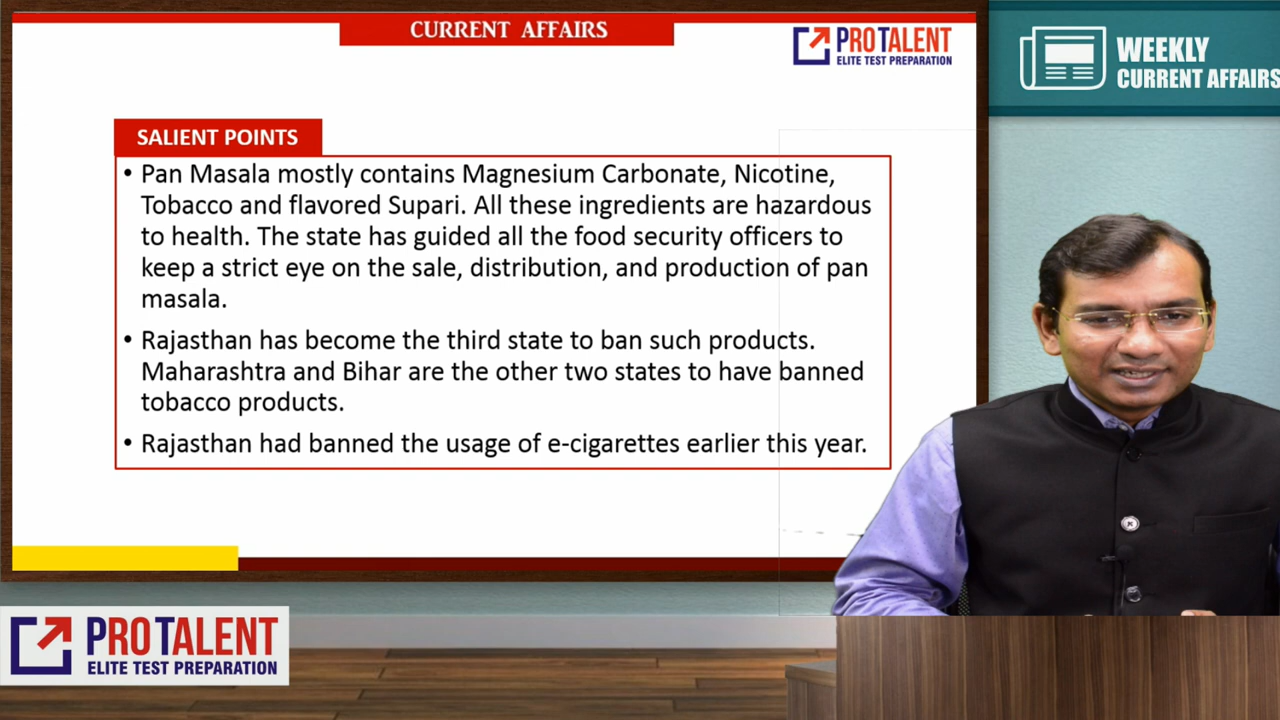 CURRENT AFFAIRS
PROTALENT
ELITE TEST PREPARATION
WEEKLY
CURRENT AFFAIRS
SALIENT POINTS
• Pan Masala mostly contains Magnesium Carbonate, Nicotine,
Tobacco and flavored Supari. All these ingredients are hazardous
to health. The state has guided all the food security officers to
keep a strict eye on the sale, distribution, and production of pan
masala.
• Rajasthan has become the third state to ban such products.
Maharashtra and Bihar are the other two states to have banned
tobacco products.
• Rajasthan had banned the usage of e-cigarettes earlier this year.
PROTALENT
ELITE TEST PREPARATION